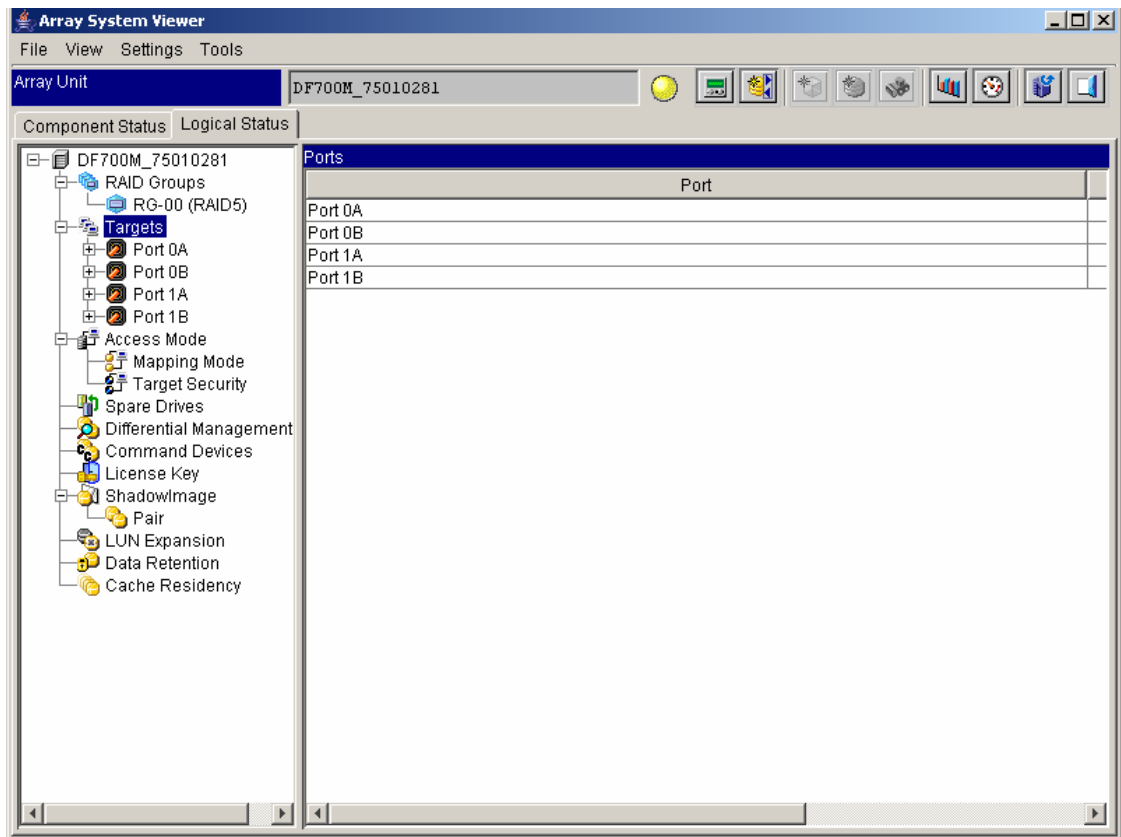 Array System Viewer
File View Settings Tools
Array Unit
DF700M_75010281
Component Status
Logical Status
DF700M_75010281
RAID Groups
RG-00 (RAID5)
Targets
Port 0A
Port 0B
Port 1A
Port 1B
Access Mode
Mapping Mode
Target Security
Spare Drives
Differential Management
Command Devices
License Key
ShadowImage
Pair
LUN Expansion
Data Retention
Cache Residency
Ports
Port
Port 0A
Port 0B
Port 1A
Port 1B